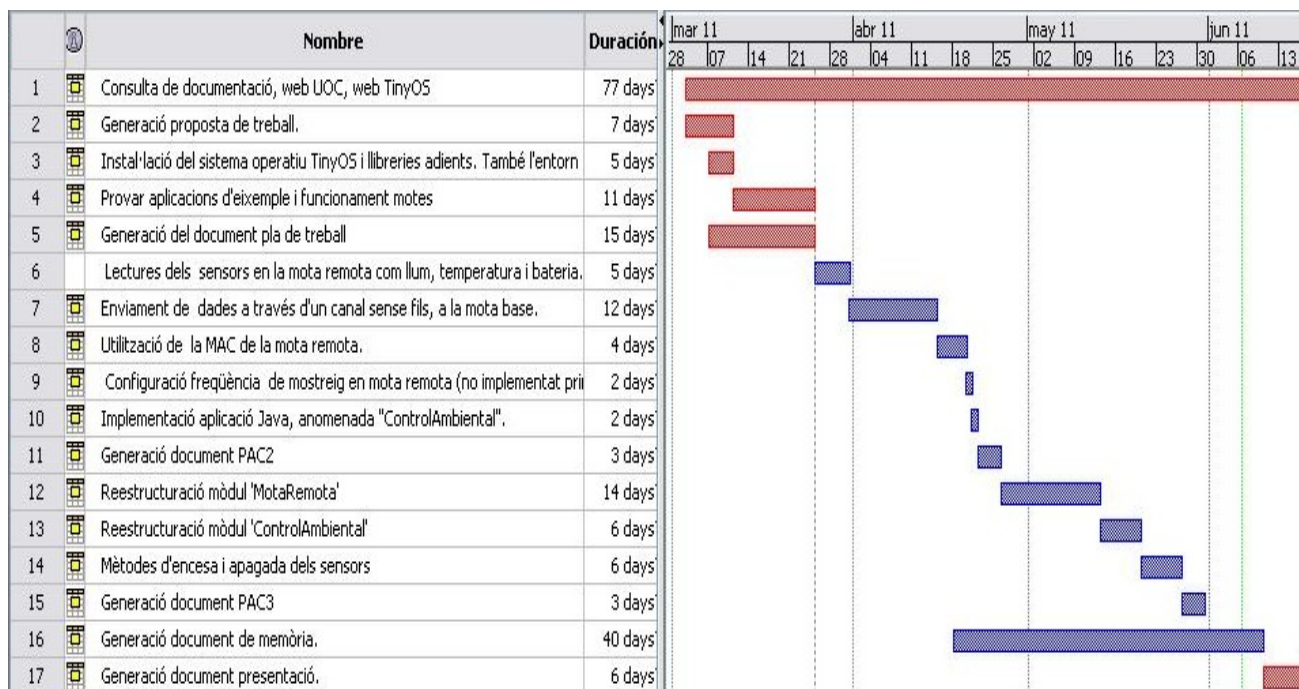 Nombre Duración
mar 11 abr 11 may 11 jun 11
28 07 14 21 28 04 11 18 25 02 09 16 23 30 06 13
1 Consulta de documentació, web UOC, web TinyOS 77 days
2 Generació proposta de treball. 7 days
3 Instal·lació del sistema operatiu TinyOS i llibreries adients. També l'entorn 5 days
4 Provar aplicacions d'eixemple i funcionament motes 11 days
5 Generació del document pla de treball 15 days
6 Lectures dels sensors en la mota remota com llum, temperatura i bateria. 5 days
7 Enviament de dades a través d'un canal sense fils, a la mota base. 12 days
8 Utilització de la MAC de la mota remota. 4 days
9 Configuració freqüència de mostreig en mota remota (no implementat pri 2 days
10 Implementació aplicació Java, anomenada "ControlAmbiental". 2 days
11 Generació document PAC2 3 days
12 Reestructuració mòdul 'MotaRemota' 14 days
13 Reestructuració mòdul 'ControlAmbiental' 6 days
14 Mètodes d'encesa i apagada dels sensors 6 days
15 Generació document PAC3 3 days
16 Generació document de memòria. 40 days
17 Generació document presentació. 6 days